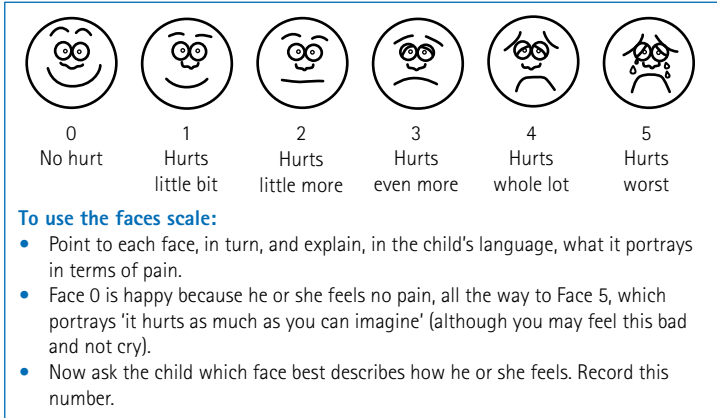 0 1 2 3 4 5
No hurt Hurts Hurts Hurts Hurts Hurts
little bit little more even more whole lot worst
To use the faces scale:
• Point to each face, in turn, and explain, in the child's language, what it portrays
in terms of pain.
• Face 0 is happy because he or she feels no pain, all the way to Face 5, which
portrays 'it hurts as much as you can imagine' (although you may feel this bad
and not cry).
• Now ask the child which face best describes how he or she feels. Record this
number.